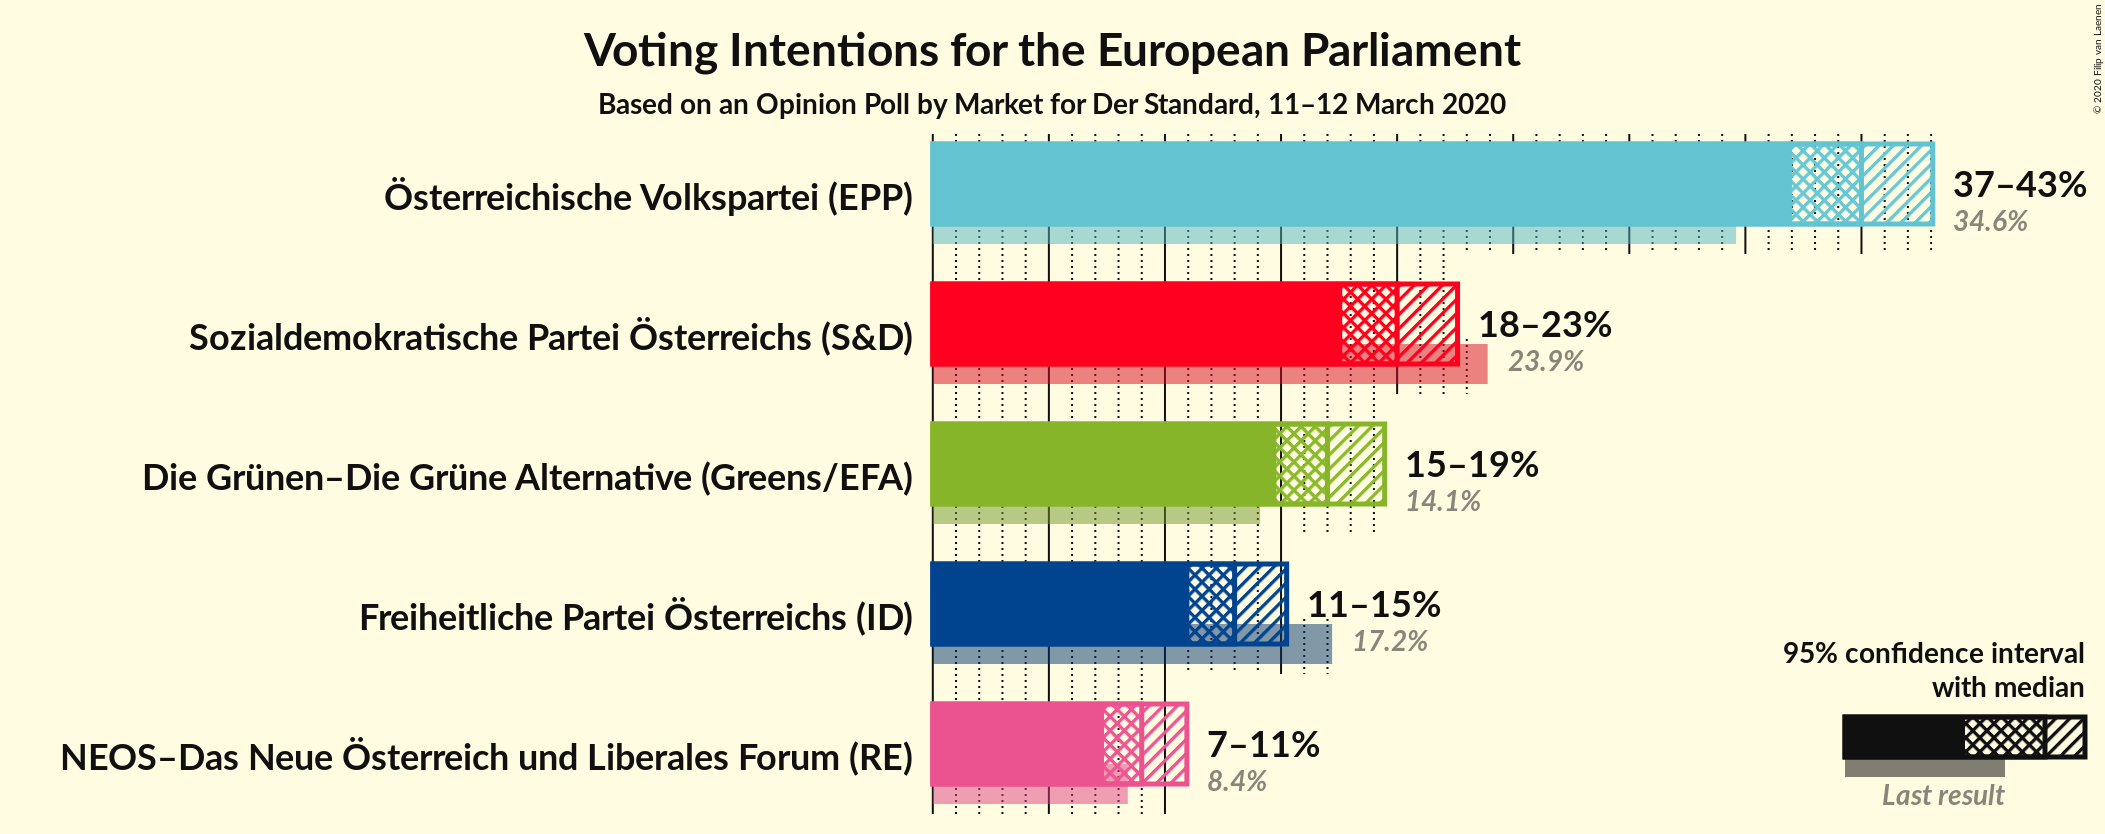 Voting Intentions for the European Parliament
Based on an Opinion Poll by Market for Der Standard, 11–12 March 2020
© 2020 Filip van Laenen
Österreichische Volkspartei (EPP)
37–43%
34.6%
Sozialdemokratische Partei Österreichs (S&D)
18–23%
23.9%
Die Grünen–Die Grüne Alternative (Greens/EFA)
15–19%
14.1%
Freiheitliche Partei Österreichs (ID)
11–15%
17.2%
NEOS–Das Neue Österreich und Liberales Forum (RE)
7–11%
8.4%
95% confidence interval
with median
Last result